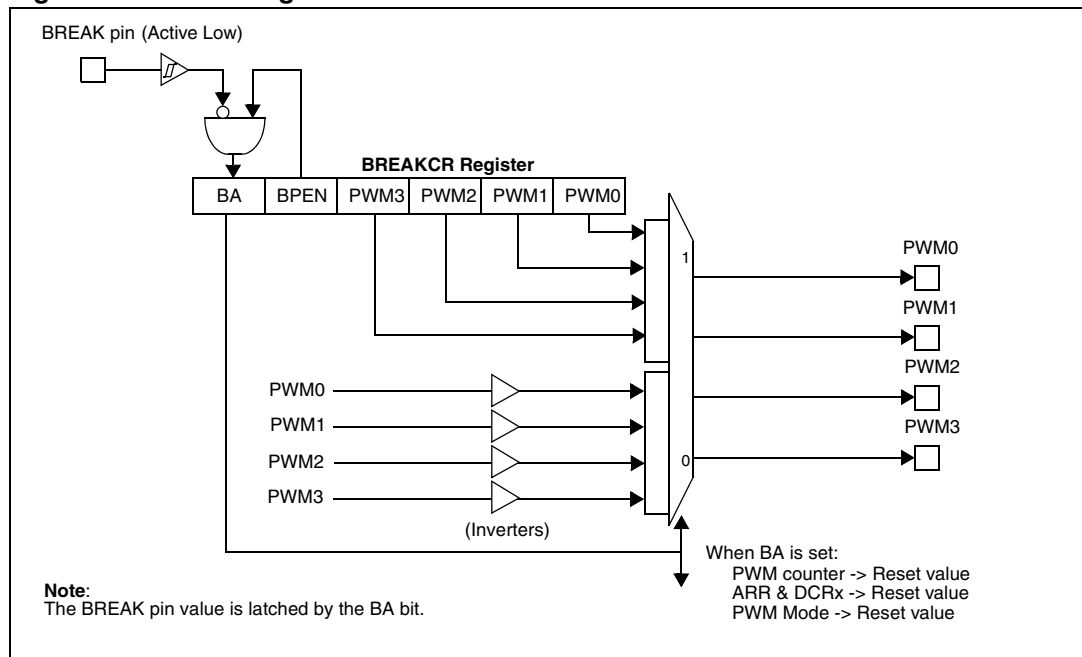 BREAK pin (Active Low)
BREAKCR Register
BA BPEN PWM3 PWM2 PWM1 PWM0
1
PWM0
PWM1
PWM2
PWM3
PWM0
PWM1
PWM2
PWM3
0
(Inverters)
When BA is set:
PWM counter -> Reset value
ARR & DCRx -> Reset value
PWM Mode -> Reset value
Note:
The BREAK pin value is latched by the BA bit.